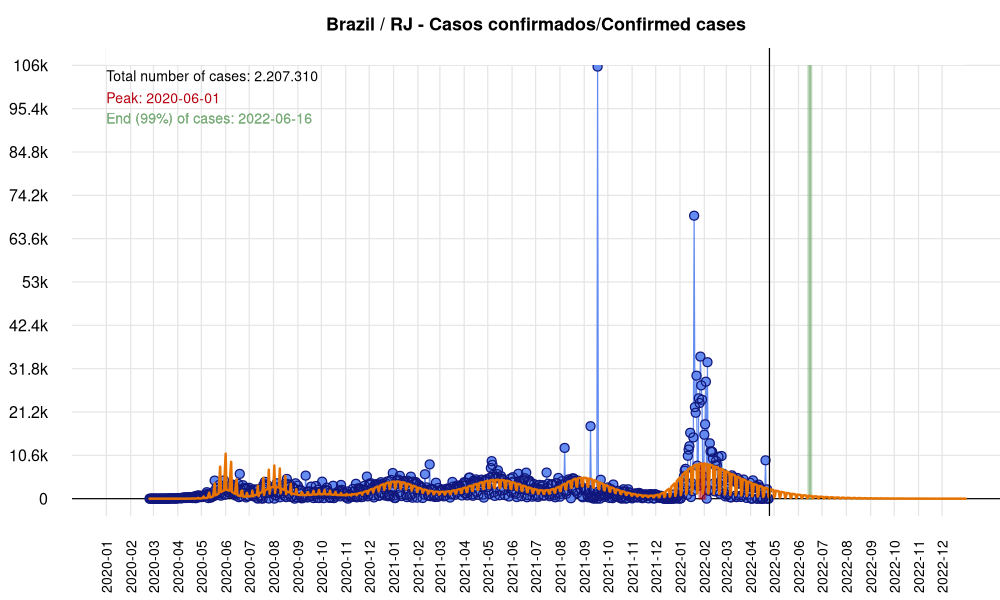 Brazil / RJ - Casos confirmados/Confirmed cases
Total number of cases: 2.207.310
Peak: 2020-06-01
End (99%) of cases: 2022-06-16
106k
95.4k
84.8k
74.2k
63.6k
53k
42.4k
31.8k
21.2k
10.6k
0
2020-01
2020-02
2020-03
2020-04
2020-05
2020-06
2020-07
2020-08
2020-09
2020-10
2020-11
2020-12
2021-01
2021-02
2021-03
2021-04
2021-05
2021-06
2021-07
2021-08
2021-09
2021-10
2021-11
2021-12
2022-01
2022-02
2022-03
2022-04
2022-05
2022-06
2022-07
2022-08
2022-09
2022-10
2022-11
2022-12